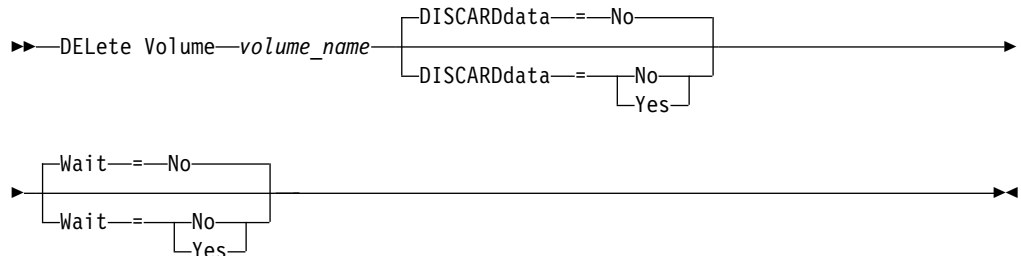 DISCARDdata = No
DELete Volume volume_name
DISCARDdata = No
Yes
Wait = No
Wait = No
Yes